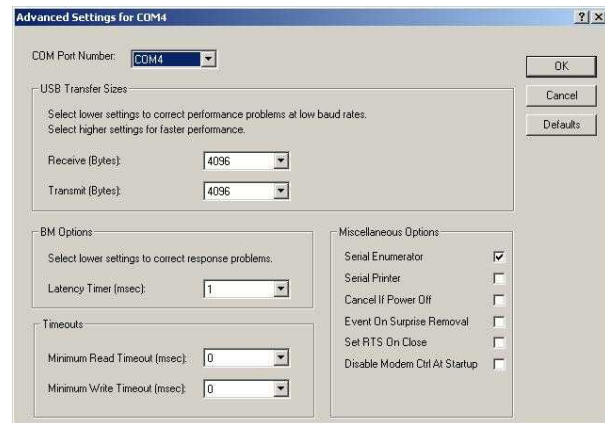 Advanced Settings for COM4
COM Port Number: COM4
OK
Cancel
Defaults
USB Transfer Sizes
Select lower settings to correct performance problems at low baud rates.
Select higher settings for faster performance.
Receive (Bytes): 4096
Transmit (Bytes): 4096
BM Options
Select lower settings to correct response problems.
Latency Timer (msec): 1
Timeouts
Minimum Read Timeout (msec): 0
Minimum Write Timeout (msec): 0
Miscellaneous Options
Serial Enumerator
Serial Printer
Cancel If Power Off
Event On Surprise Removal
Set RTS On Close
Disable Modem Ctrl At Startup